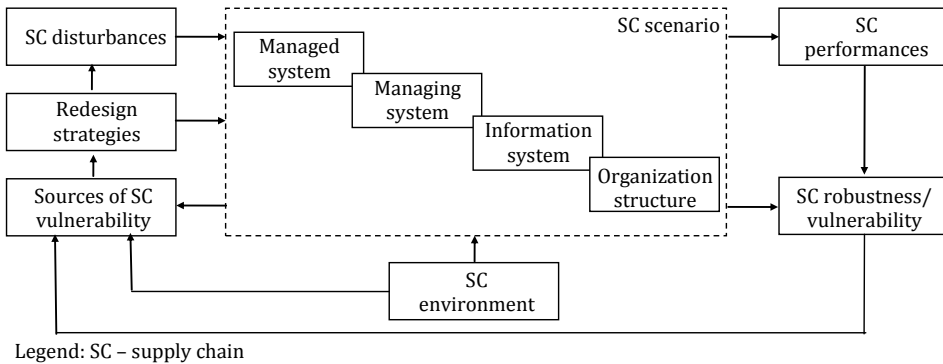 SC disturbances
Redesign
strategies
Sources of SC
vulnerability
SC scenario
Managed
system
Managing
system
Information
system
Organization
structure
SC
environment
SC
performances
SC robustness/
vulnerability
Legend: SC – supply chain